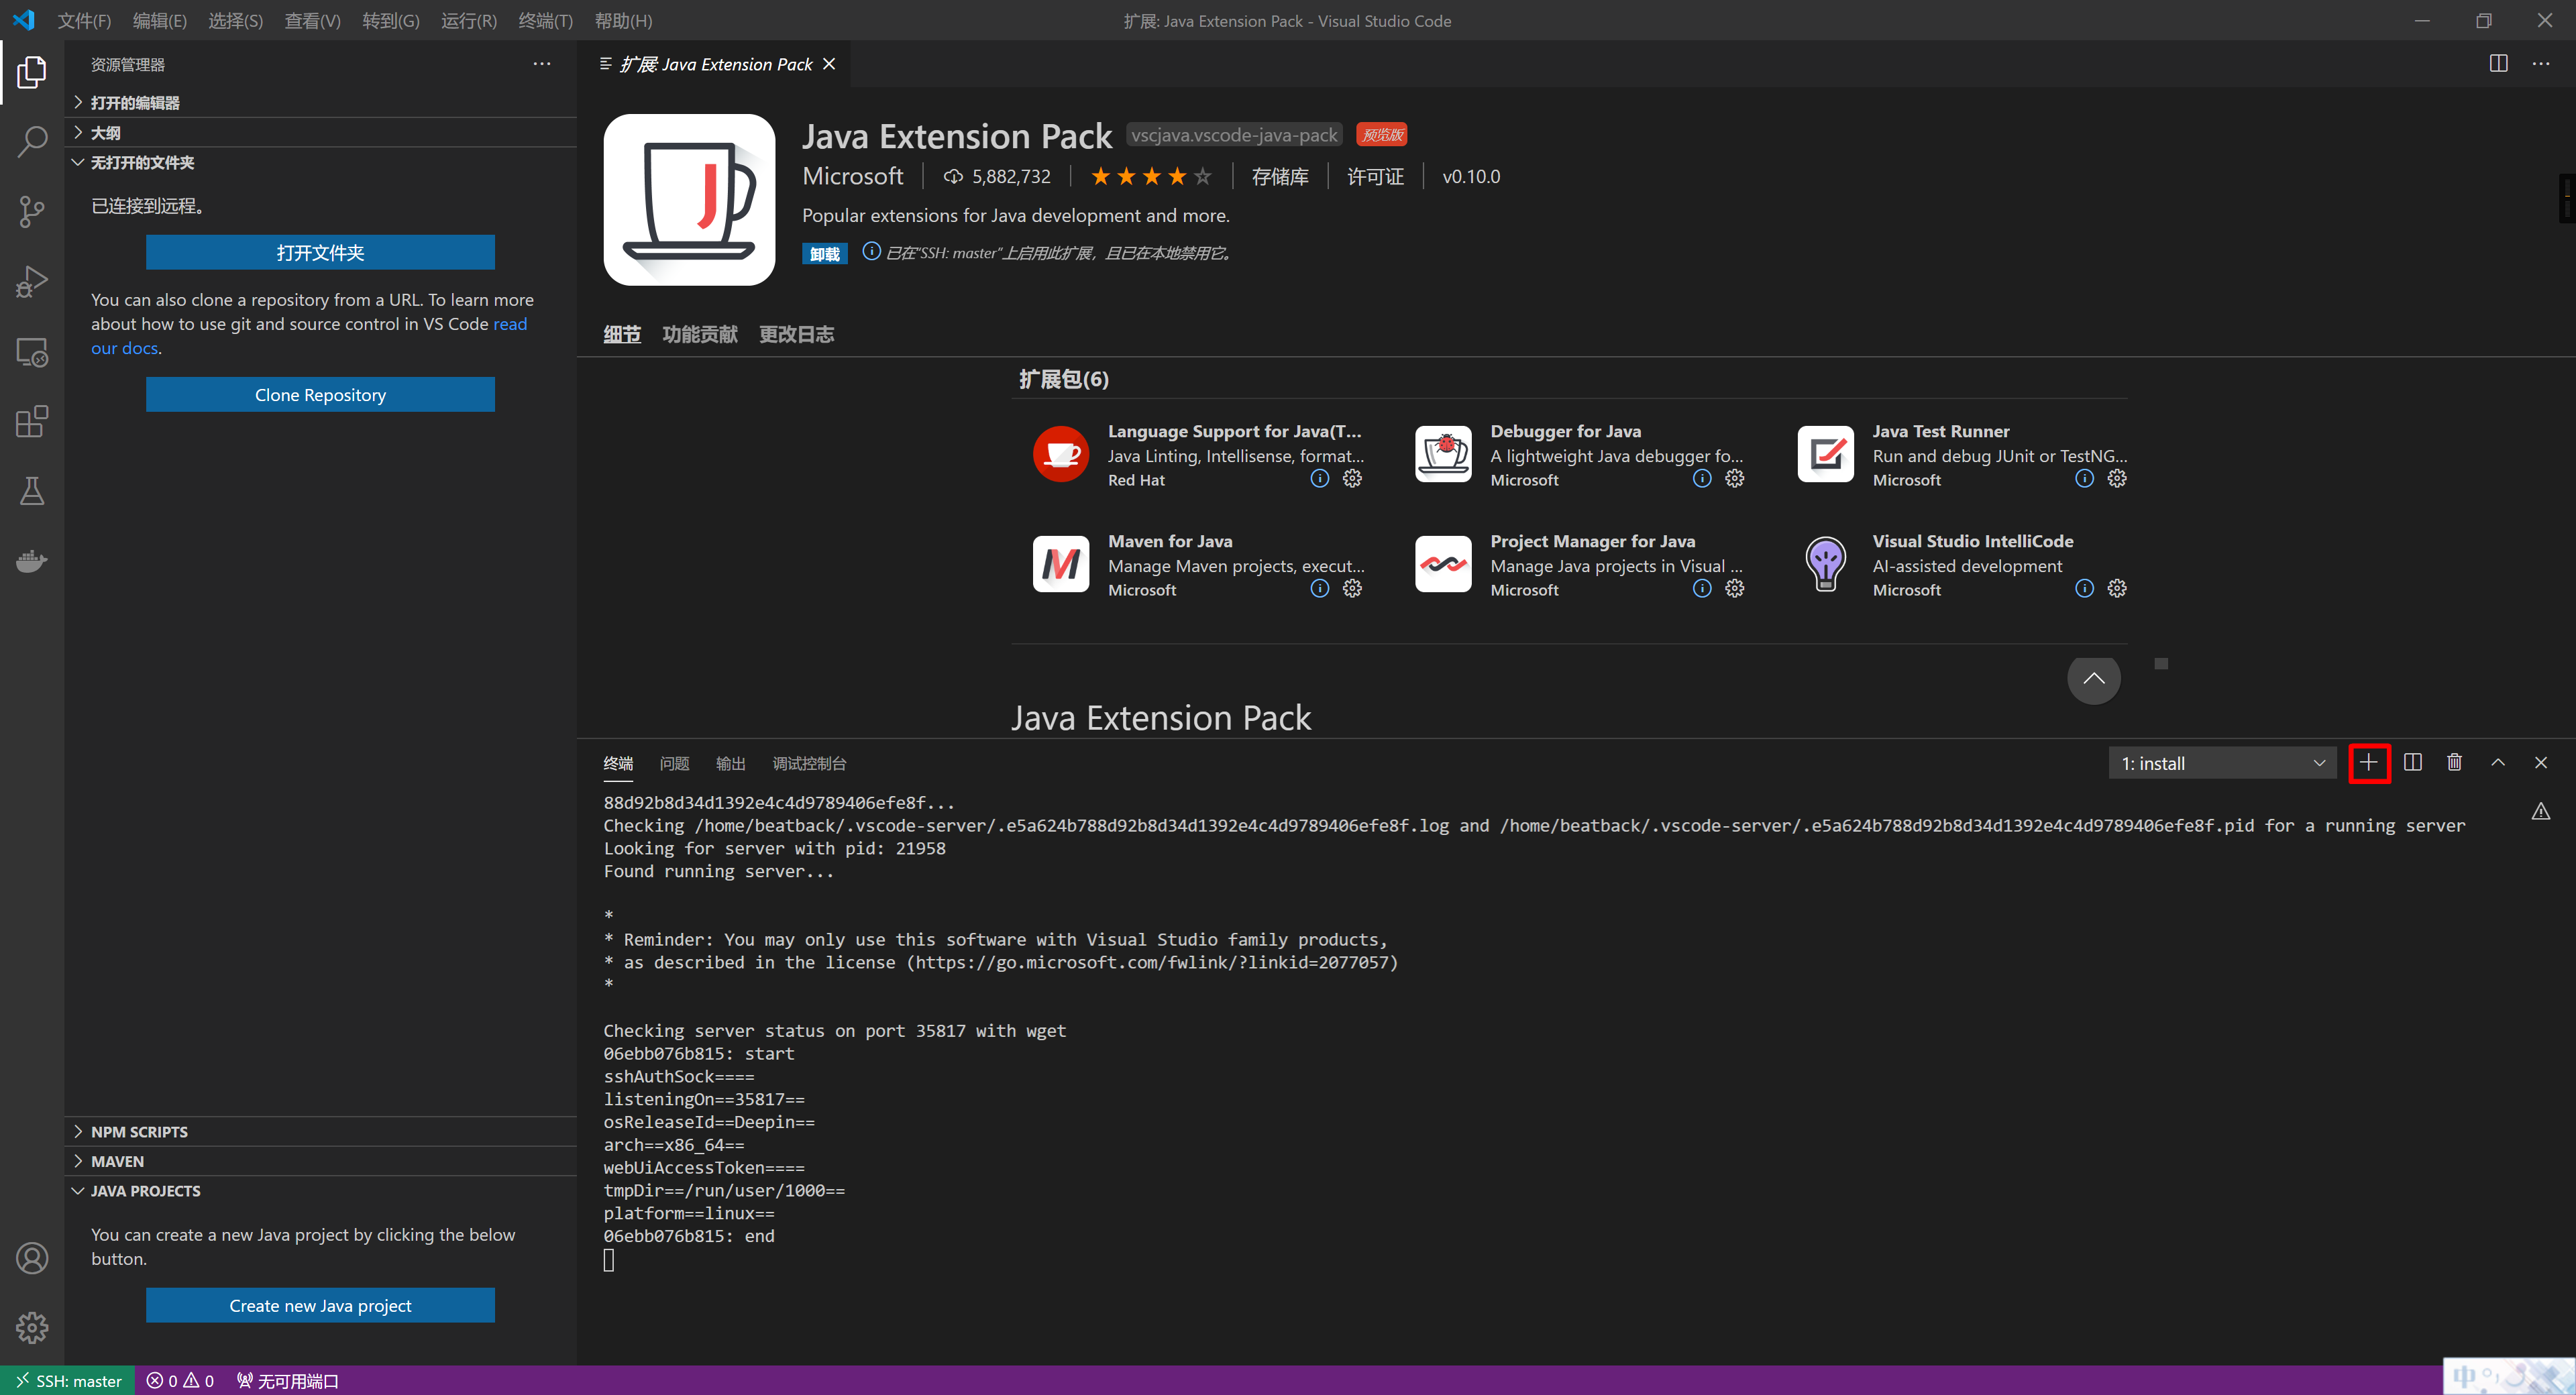 文件(F) 编辑(E) 选择(S) 查看(V) 转到(G) 运行(R) 终端(T) 帮助(H)
扩展: Java Extension Pack - Visual Studio Code
资源管理器
打开的编辑器
大纲
无打开的文件夹
已连接到远程。
打开文件夹
You can also clone a repository from a URL. To learn more
about how to use git and source control in VS Code read
our docs.
Clone Repository
NPM SCRIPTS
MAVEN
JAVA PROJECTS
You can create a new Java project by clicking the below
button.
Create new Java project
扩展: Java Extension Pack
Java Extension Pack vscjava.vscode-java-pack 预览版
Microsoft 5,882,732 存储库 许可证 v0.10.0
Popular extensions for Java development and more.
卸载 已在"SSH: master"上启用此扩展，且已在本地禁用它。
细节 功能贡献 更改日志
扩展包(6)
Language Support for Java(T...
Java Linting, Intellisense, format...
Red Hat
Debugger for Java
A lightweight Java debugger fo...
Microsoft
Java Test Runner
Run and debug JUnit or TestNG...
Microsoft
Maven for Java
Manage Maven projects, execut...
Microsoft
Project Manager for Java
Manage Java projects in Visual ...
Microsoft
Visual Studio IntelliCode
AI-assisted development
Microsoft
Java Extension Pack
终端 问题 输出 调试控制台
1: install
88d92b8d34d1392e4c4d9789406efe8f...
Checking /home/beatback/.vscode-server/.e5a624b788d92b8d34d1392e4c4d9789406efe8f.log and /home/beatback/.vscode-server/.e5a624b788d92b8d34d1392e4c4d9789406efe8f.pid for a running server
Looking for server with pid: 21958
Found running server...
*
* Reminder: You may only use this software with Visual Studio family products,
* as described in the license (https://go.microsoft.com/fwlink/?linkid=2077057)
*
Checking server status on port 35817 with wget
06ebb076b815: start
sshAuthSock====
listeningOn==35817==
osReleaseId==Deepin==
arch==x86_64==
webUiAccessToken====
tmpDir==/run/user/1000==
platform==linux==
06ebb076b815: end
SSH: master 0 0 无可用端口
中